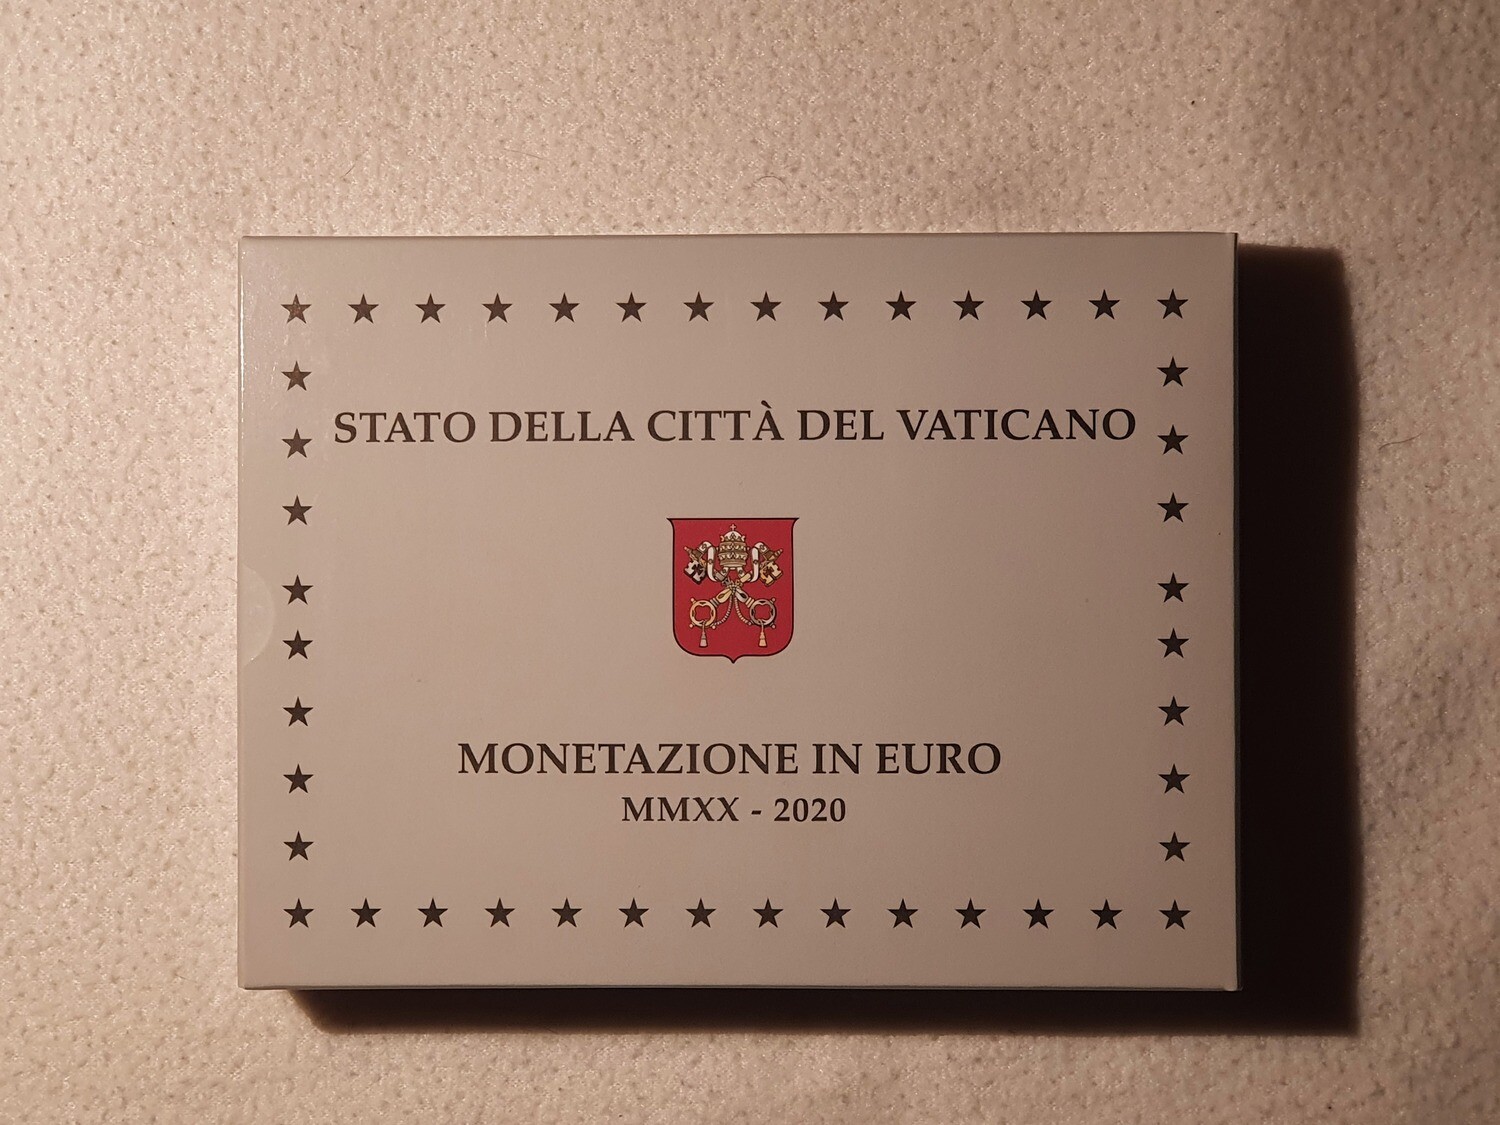 STATO DELLA CITTÀ DEL VATICANO
MONETAZIONE IN EURO
MMXX - 2020